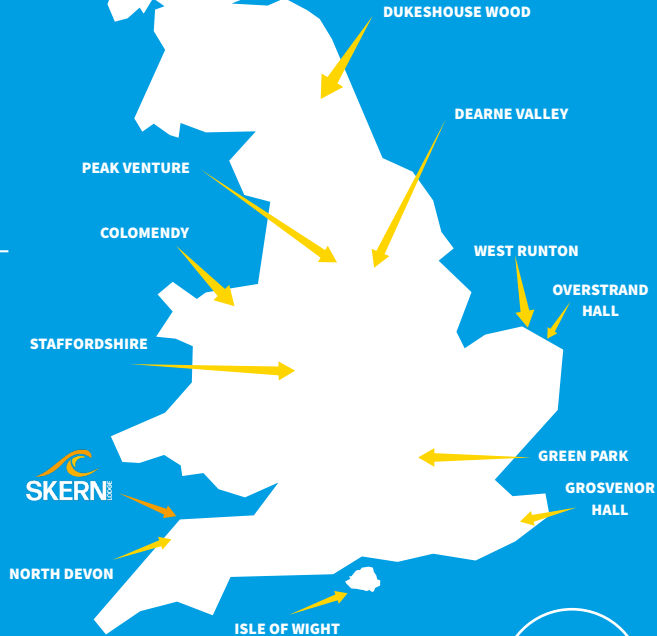 DUKESHOUSE WOOD
DEARNE VALLEY
PEAK VENTURE
COLOMENDY
WEST RUNTON
OVERSTRAND
HALL
STAFFORDSHIRE
GREEN PARK
SKERN
LODGE
GROSVENOR
HALL
NORTH DEVON
ISLE OF WIGHT